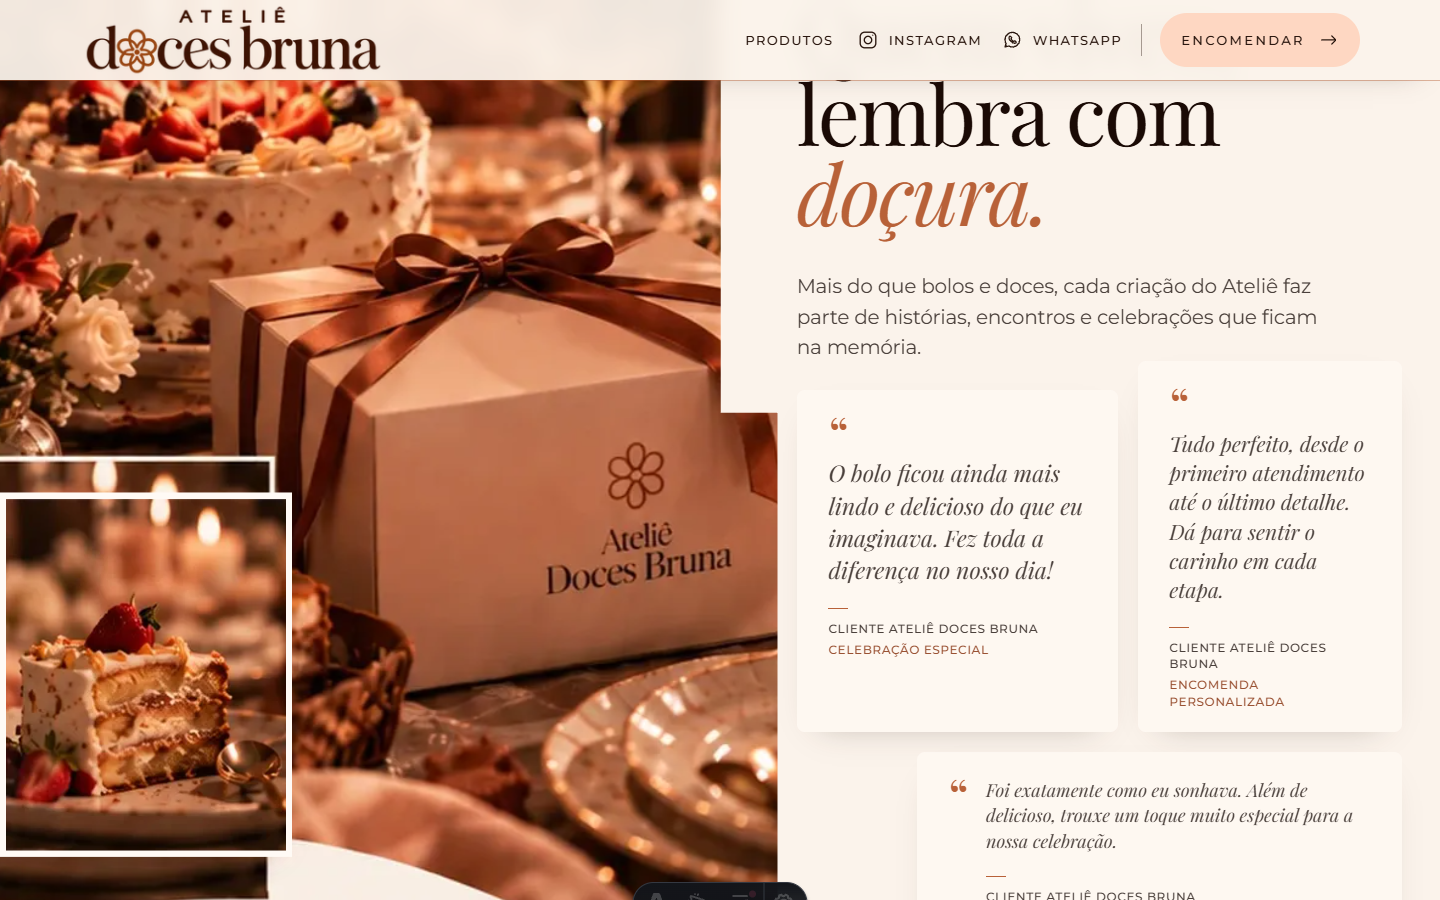 ATELIÊ
doces bruna
PRODUTOS
INSTAGRAM
WHATSAPP
ENCOMENDAR
lembra com
doçura.
Mais do que bolos e doces, cada criação do Ateliê faz
parte de histórias, encontros e celebrações que ficam
na memória.
“
O bolo ficou ainda mais
lindo e delicioso do que eu
imaginava. Fez toda a
diferença no nosso dia!
CLIENTE ATELIÊ DOCES BRUNA
CELEBRAÇÃO ESPECIAL
“
Tudo perfeito, desde o
primeiro atendimento
até o último detalhe.
Dá para sentir o
carinho em cada
etapa.
CLIENTE ATELIÊ DOCES
BRUNA
ENCOMENDA
PERSONALIZADA
“
Foi exatamente como eu sonhava. Além de
delicioso, trouxe um toque muito especial para a
nossa celebração.
CLIENTE ATELIÊ DOCES BRUNA
Ateliê
Doces Bruna